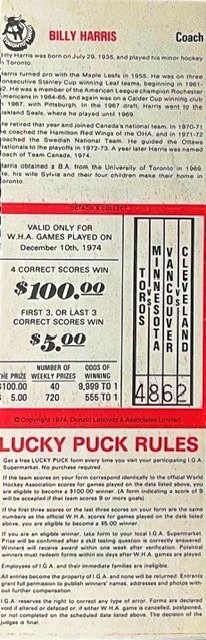 BILLY HARRIS
Coach
Billy Harris was born on July 29, 1935, and played his minor hockey
in Toronto.
Harris turned pro with the Maple Leafs in 1955. He was on three
consecutive Stanley Cup winning Leaf teams, beginning in 1961-
62. He was a member of the American League champion Rochester
Americans in 1964-65, and again was on a Calder Cup winning club
in 1967, with Pittsburgh. In the 1967 draft, Harris went to the
Oakland Seals, where he played until 1969.
He retired that year and joined Canada's national team. In 1970-71
he coached the Hamilton Red Wings of the OHA, and in 1971-72
coached the Swedish National Team. He guided the Ottawa
Nationals to the playoffs in 1972-73. A year later Harris was named
coach of Team Canada, 1974.
Harris obtained a B.A. from the University of Toronto in 1969.
He, his wife Sylvia and their four children make their home in
Toronto.
VALID ONLY FOR
W.H.A. GAMES PLAYED ON
December 10th, 1974
4 CORRECT SCORES WIN
$100.00
FIRST 3, OR LAST 3
CORRECT SCORES WIN
$5.00
THE PRIZE
NUMBER OF WEEKLY PRIZES
ODDS OF WINNING
$100.00 40 9,999 TO 1
$ 5.00 720 555 TO 1
TOROS
VS
MINNESOTA
VANCOUVER
VS
CLEVELAND
4862
© Copyright 1974, Donald & Associates Limited
LUCKY PUCK RULES
Get a free LUCKY PUCK form every time you visit your participating I.G.A.
Supermarket. No purchase required.
If the team scores on your form correspond identically to the official World
Hockey Association scores for games played on the date listed above, you
are eligible to become a $100.00 winner. (A form indicating a score of 9
will be accepted if that team scores 9 or more goals).
If the first three scores or the last three scores on your form are the same
numbers as the official W.H.A. scores for games played on the date listed
above, you are eligible to become a $5.00 winner.
If you are an eligible winner, take form to your local I.G.A. Supermarket.
Prize will be confirmed after a skill testing question is correctly answered.
Winners will receive award within one week after verification. Potential
winners must redeem forms within six days after W.H.A. games are played.
Employees of I.G.A. and their immediate families are ineligible.
All entries become the property of I.G.A. and none will be returned. Entrants
grant full permission to publish winners' names, addresses and photos with-
out further compensation.
I.G.A. reserves the right to correct any type of error. Forms are declared
void if altered or defaced or, if either W.H.A. game is cancelled, postponed,
or not completed on the scheduled date listed above. The decision of the
judges is final.